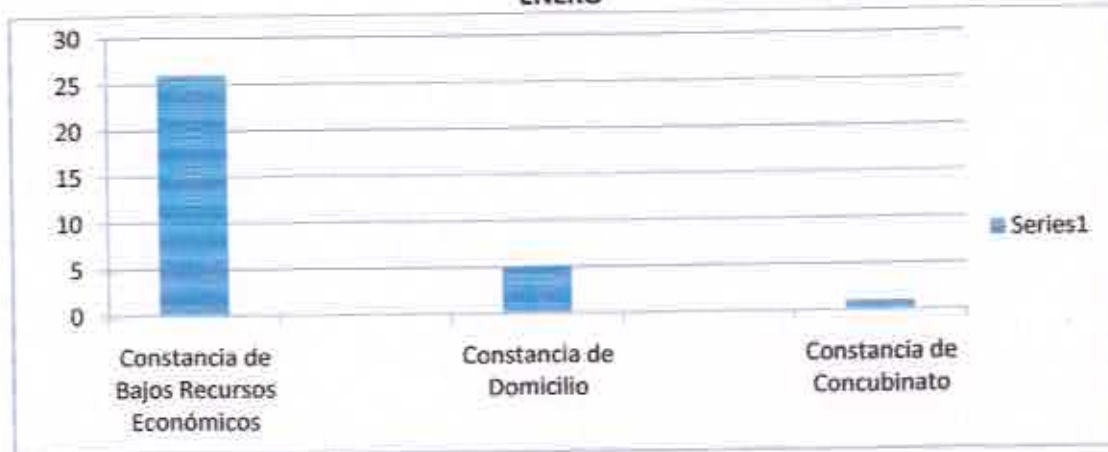 ENERO
30
25
20
15
10
5
0
Series1
Constancia de
Bajos Recursos
Económicos
Constancia de
Domicilio
Constancia de
Concubinato